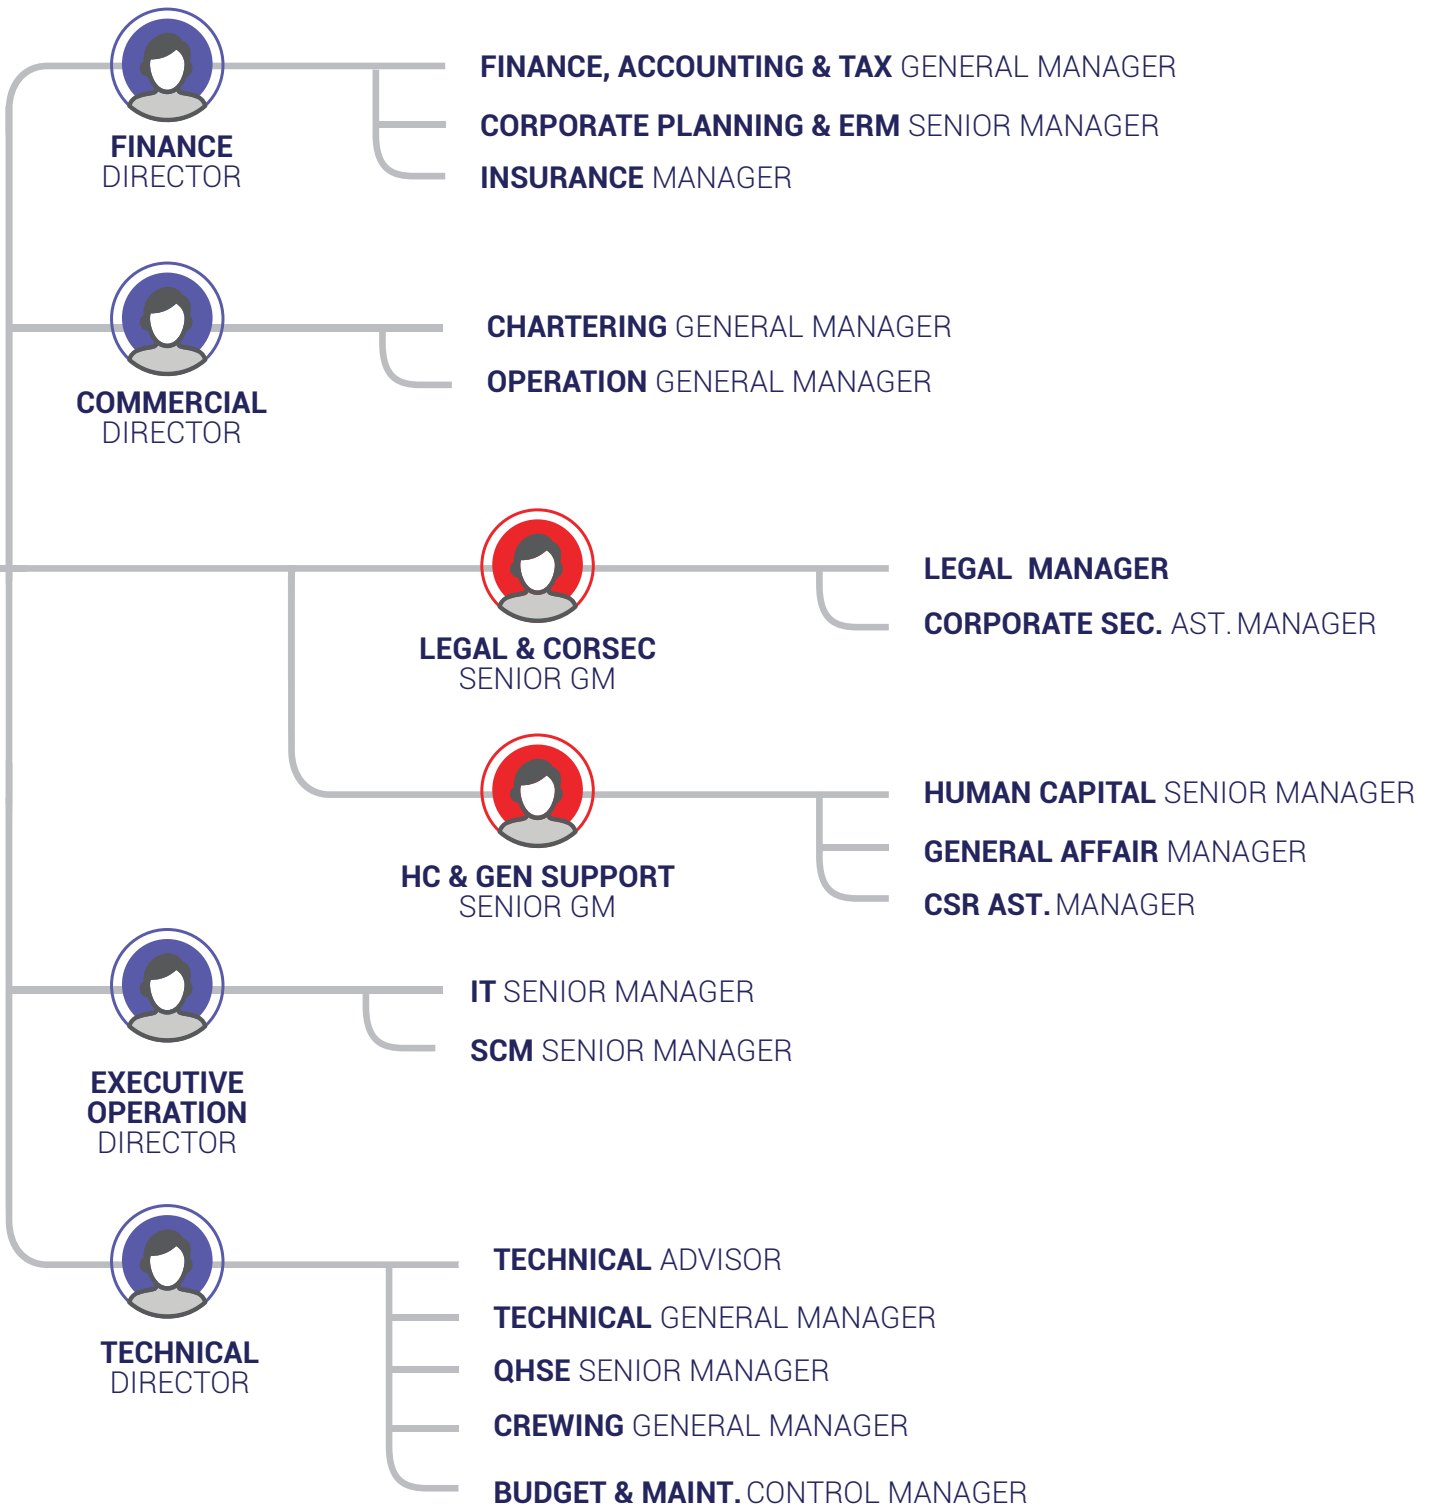 FINANCE
DIRECTOR
FINANCE, ACCOUNTING & TAX GENERAL MANAGER
CORPORATE PLANNING & ERM SENIOR MANAGER
INSURANCE MANAGER
COMMERCIAL
DIRECTOR
CHARTERING GENERAL MANAGER
OPERATION GENERAL MANAGER
LEGAL & CORSEC
SENIOR GM
LEGAL MANAGER
CORPORATE SEC. AST. MANAGER
HC & GEN SUPPORT
SENIOR GM
HUMAN CAPITAL SENIOR MANAGER
GENERAL AFFAIR MANAGER
CSR AST. MANAGER
EXECUTIVE
OPERATION
DIRECTOR
IT SENIOR MANAGER
SCM SENIOR MANAGER
TECHNICAL
DIRECTOR
TECHNICAL ADVISOR
TECHNICAL GENERAL MANAGER
QHSE SENIOR MANAGER
CREWING GENERAL MANAGER
BUDGET & MAINT. CONTROL MANAGER